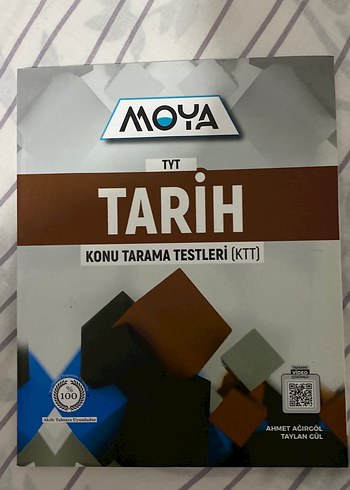 MOYA
TYT
TARİH
KONU TARAMA TESTLERİ (KTT)
%
100
Akıllı Tahtaya Uyumludur
VİDEO
AHMET AĞIRGÖL
TAYLAN GÜL